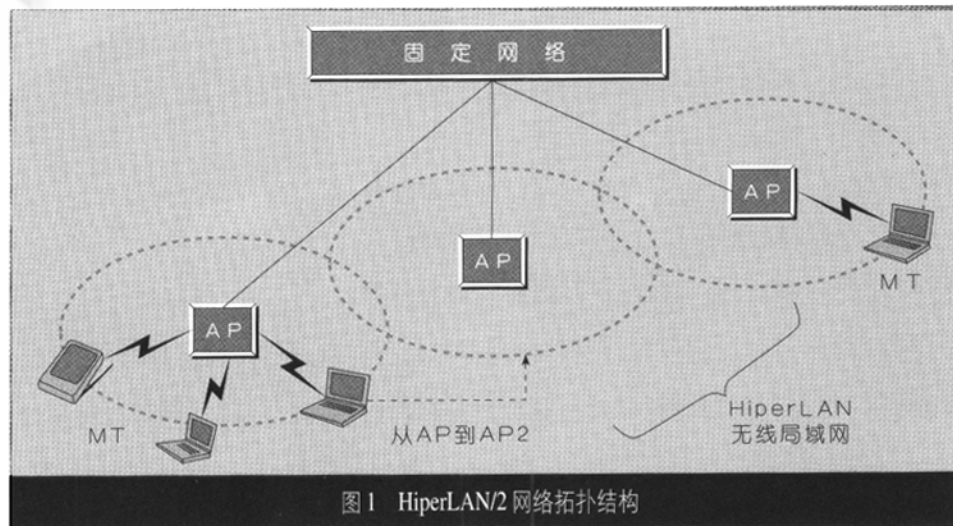 固定网络
AP
AP
AP
MT
MT
从AP到AP2
HiperLAN
无线局域网
图1 HiperLAN/2网络拓扑结构